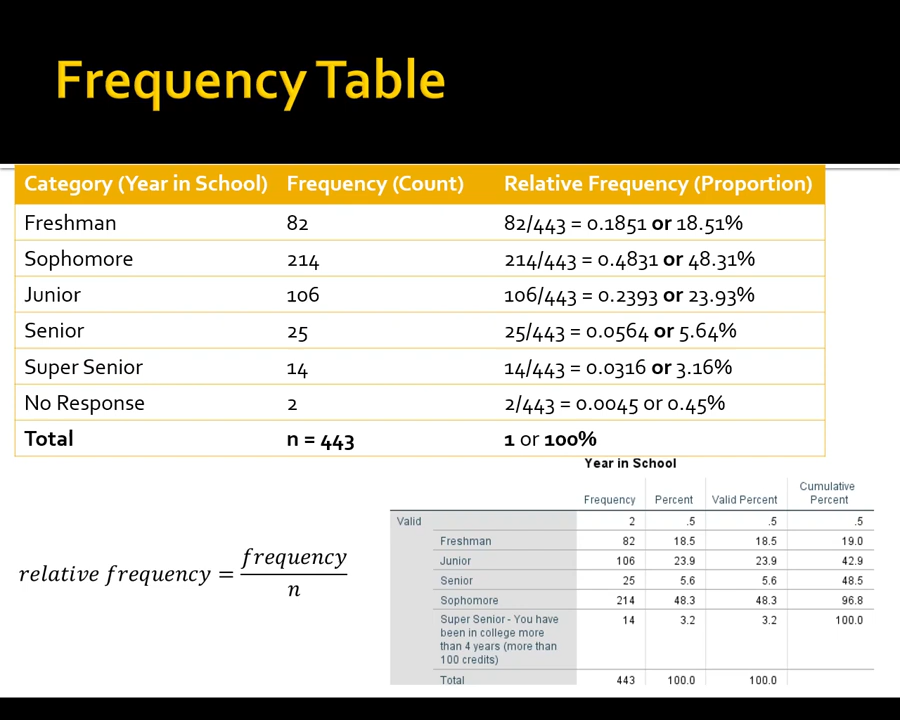 Frequency Table
Category (Year in School) Frequency (Count) Relative Frequency (Proportion)
Freshman 82 82/443 = 0.1851 or 18.51%
Sophomore 214 214/443 = 0.4831 or 48.31%
Junior 106 106/443 = 0.2393 or 23.93%
Senior 25 25/443 = 0.0564 or 5.64%
Super Senior 14 14/443 = 0.0316 or 3.16%
No Response 2 2/443 = 0.0045 or 0.45%
Total n = 443 1 or 100%
relative frequency = frequency / n
Year in School
Frequency Percent Valid Percent Cumulative Percent
Valid 2 .5 .5 .5
Freshman 82 18.5 18.5 19.0
Junior 106 23.9 23.9 42.9
Senior 25 5.6 5.6 48.5
Sophomore 214 48.3 48.3 96.8
Super Senior - You have 14 3.2 3.2 100.0
been in college more
than 4 years (more than
100 credits)
Total 443 100.0 100.0